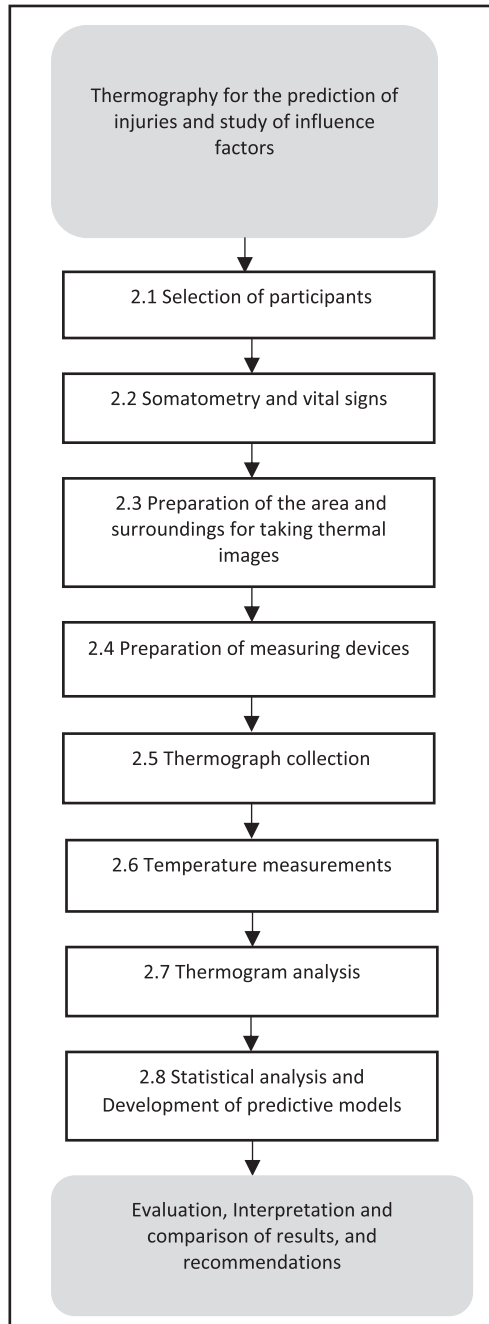 Thermography for the prediction of
injuries and study of influence
factors
2.1 Selection of participants
2.2 Somatometry and vital signs
2.3 Preparation of the area and
surroundings for taking thermal
images
2.4 Preparation of measuring devices
2.5 Thermograph collection
2.6 Temperature measurements
2.7 Thermogram analysis
2.8 Statistical analysis and
Development of predictive models
Evaluation, Interpretation and
comparison of results, and
recommendations